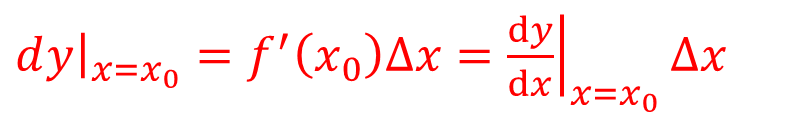 dy|ₓ₌ₓ₀ = f′(x₀)Δx = dy/dx|ₓ₌ₓ₀ Δx